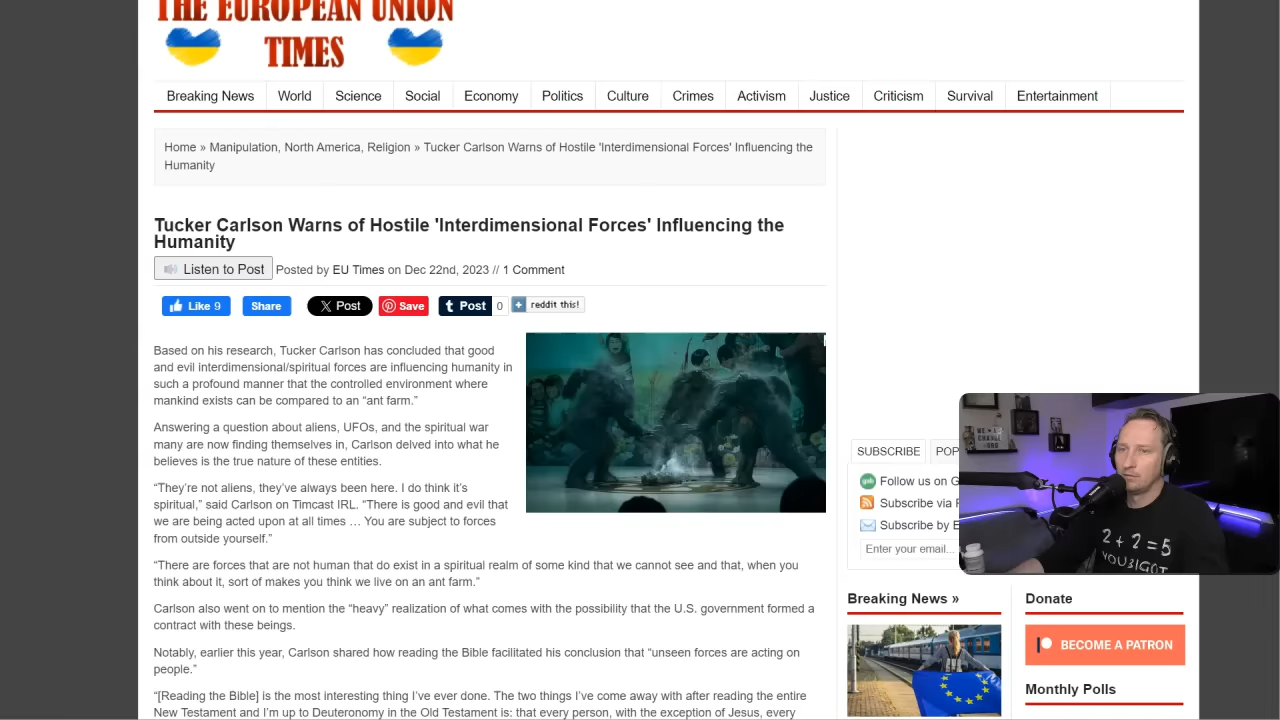 THE EUROPEAN UNION
TIMES
Breaking News World Science Social Economy Politics Culture Crimes Activism Justice Criticism Survival Entertainment
Home » Manipulation, North America, Religion » Tucker Carlson Warns of Hostile 'Interdimensional Forces' Influencing the
Humanity
Tucker Carlson Warns of Hostile 'Interdimensional Forces' Influencing the
Humanity
Listen to Post Posted by EU Times on Dec 22nd, 2023 // 1 Comment
Like 9 Share X Post Save t Post 0 reddit this!
Based on his research, Tucker Carlson has concluded that good
and evil interdimensional/spiritual forces are influencing humanity in
such a profound manner that the controlled environment where
mankind exists can be compared to an “ant farm.”
Answering a question about aliens, UFOs, and the spiritual war
many are now finding themselves in, Carlson delved into what he
believes is the true nature of these entities.
“They’re not aliens, they’ve always been here. I do think it’s
spiritual,” said Carlson on Timcast IRL. “There is good and evil that
we are being acted upon at all times … You are subject to forces
from outside yourself.”
“There are forces that are not human that do exist in a spiritual realm of some kind that we cannot see and that, when you
think about it, sort of makes you think we live on an ant farm.”
Carlson also went on to mention the “heavy” realization of what comes with the possibility that the U.S. government formed a
contract with these beings.
Notably, earlier this year, Carlson shared how reading the Bible facilitated his conclusion that “unseen forces are acting on
people.”
“[Reading the Bible] is the most interesting thing I’ve ever done. The two things I’ve come away with after reading the entire
New Testament and I’m up to Deuteronomy in the Old Testament is: that every person, with the exception of Jesus, every
SUBSCRIBE POP
Follow us on G
Subscribe via
Subscribe by E
Enter your email...
2 + 2 = 5
Breaking News »
Donate
BECOME A PATRON
Monthly Polls